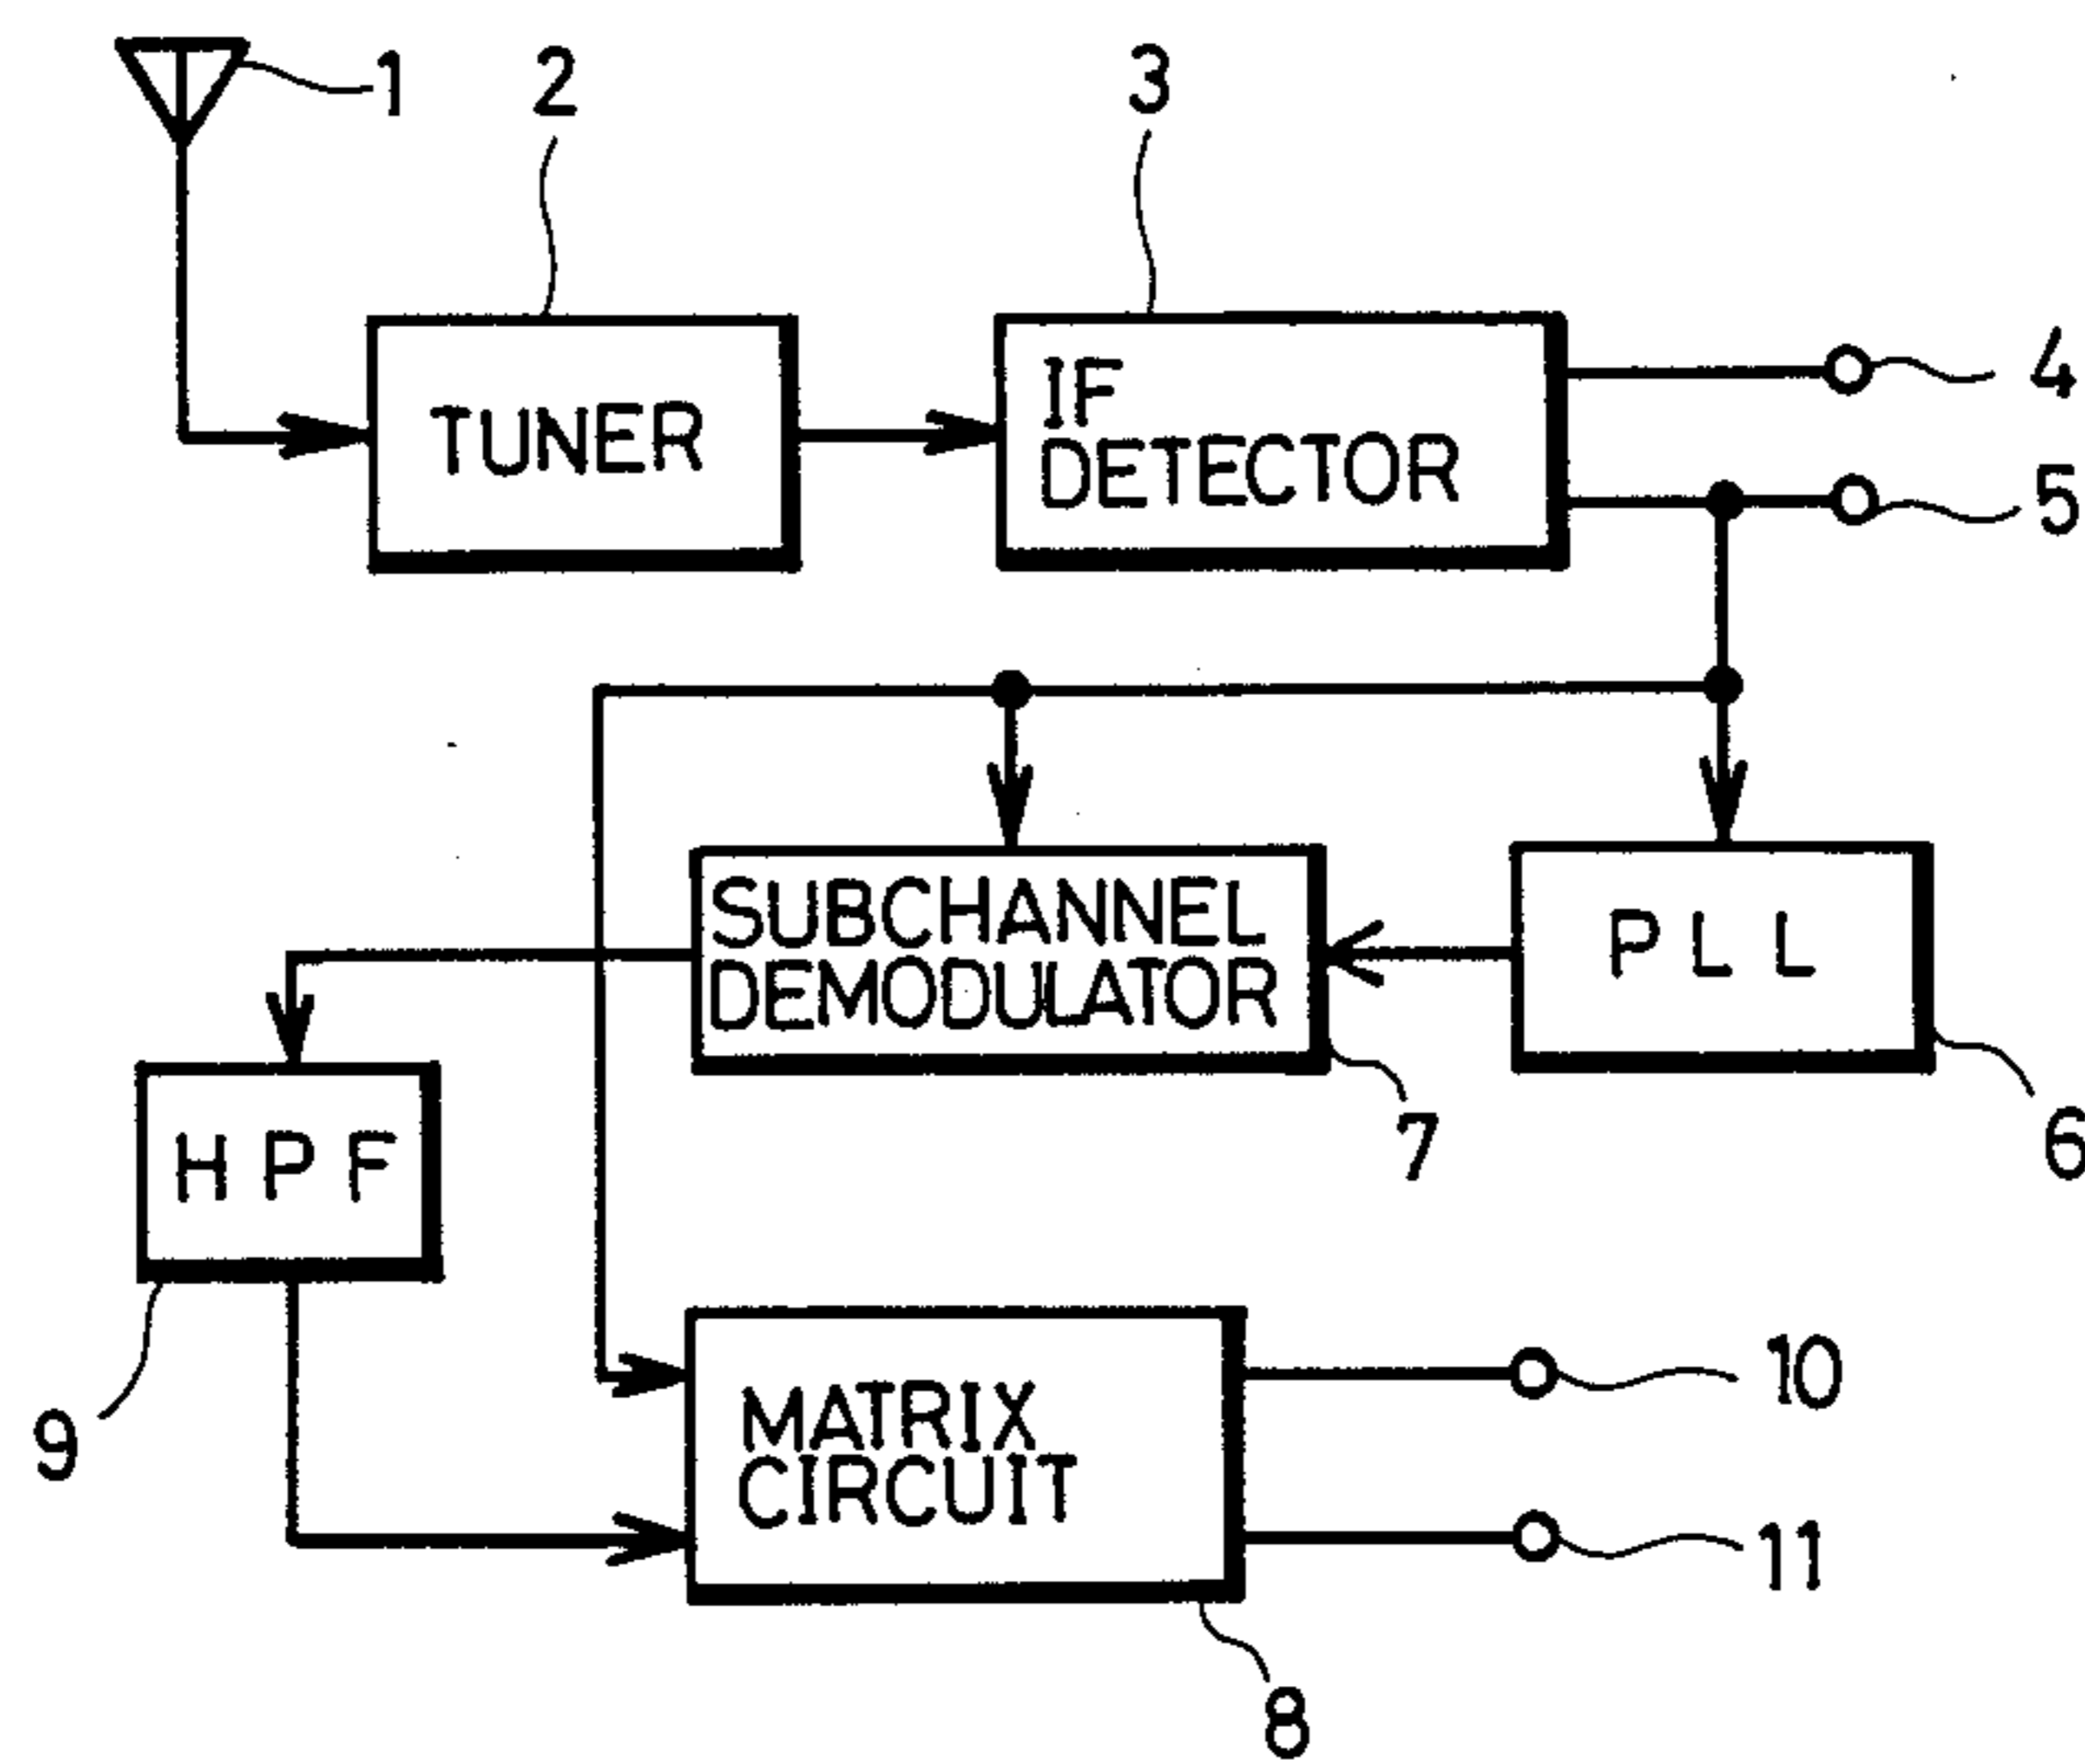 1
2
3
TUNER
IF
DETECTOR
4
5
SUBCHANNEL
DEMODULATOR
PLL
7
6
HPF
9
MATRIX
CIRCUIT
10
11
8